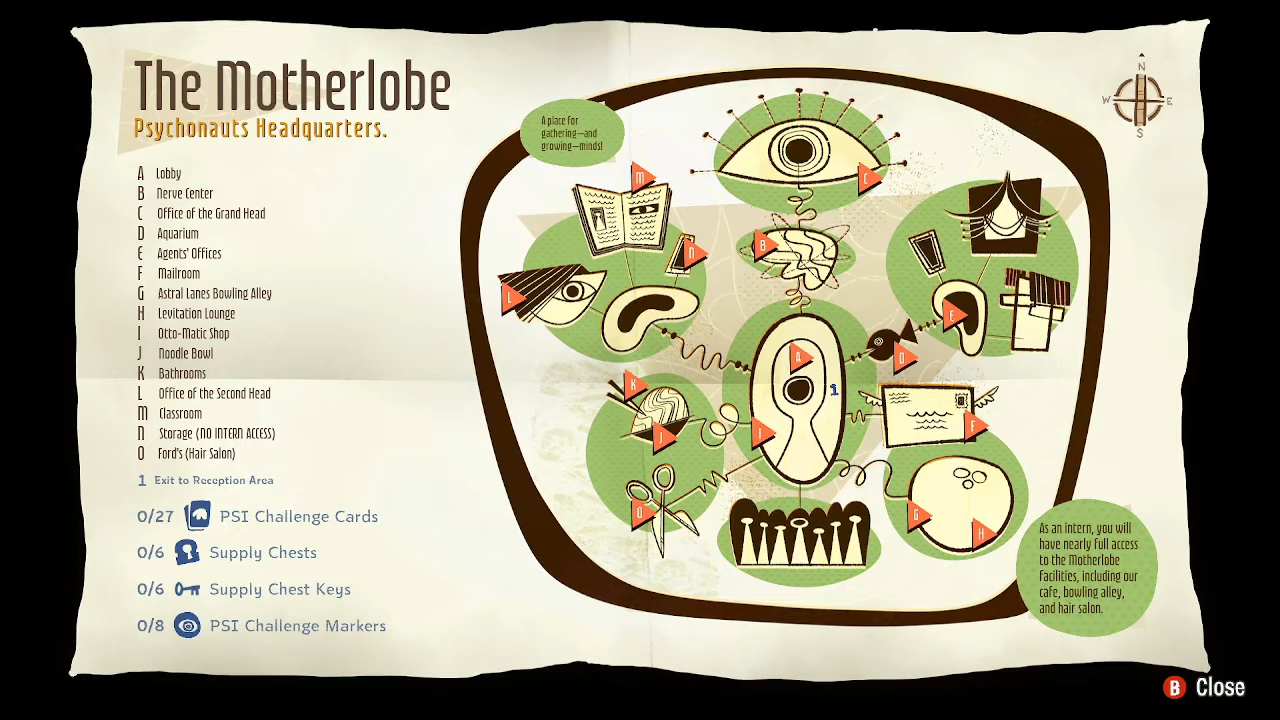 The Motherlobe
Psychonauts Headquarters.
A Lobby
B Nerve Center
C Office of the Grand Head
D Aquarium
E Agents' Offices
F Mailroom
G Astral Lanes Bowling Alley
H Levitation Lounge
I Otto-Matic Shop
J Noodle Bowl
K Bathrooms
L Office of the Second Head
M Classroom
N Storage (NO INTERN ACCESS)
O Ford's (Hair Salon)
1 Exit to Reception Area
0/27 PSI Challenge Cards
0/6 Supply Chests
0/6 Supply Chest Keys
0/8 PSI Challenge Markers
A place for
gathering—and
growing—minds!
N
W E
S
M
C
B
N
L
E
A
D
K
1
J
I
F
O
G
H
As an intern, you will
have nearly full access
to the Motherlobe
Facilities, including our
cafe, bowling alley,
and hair salon.
B Close